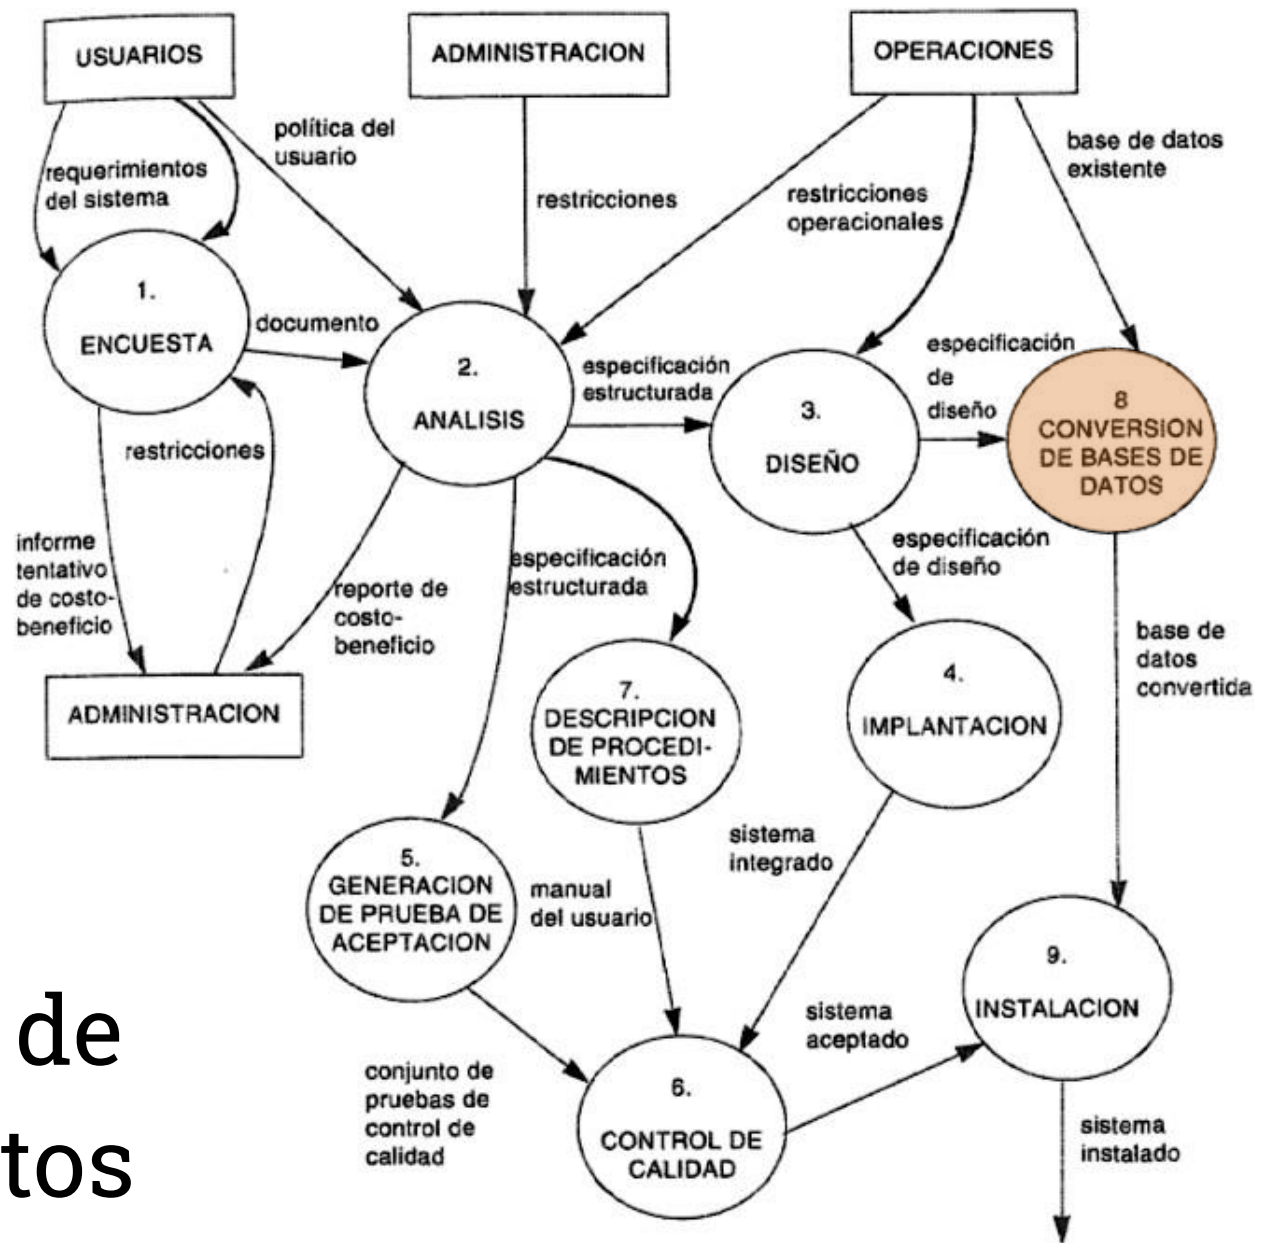 USUARIOS
ADMINISTRACION
OPERACIONES
política del
usuario
requerimientos
del sistema
restricciones
restricciones
operacionales
base de datos
existente
1.
ENCUESTA
documento
2.
ANALISIS
especificación
estructurada
3.
DISEÑO
especificación
de
diseño
8
CONVERSION
DE BASES DE
DATOS
restricciones
informe
tentativo
de costo-
beneficio
reporte de
costo-
beneficio
especificación
estructurada
especificación
de diseño
base de
datos
convertida
ADMINISTRACION
7.
DESCRIPCION
DE PROCEDI-
MIENTOS
4.
IMPLANTACION
5.
GENERACION
DE PRUEBA DE
ACEPTACION
manual
del usuario
sistema
integrado
9.
INSTALACION
de
tos
conjunto de
pruebas de
control de
calidad
6.
CONTROL DE
CALIDAD
sistema
aceptado
sistema
instalado